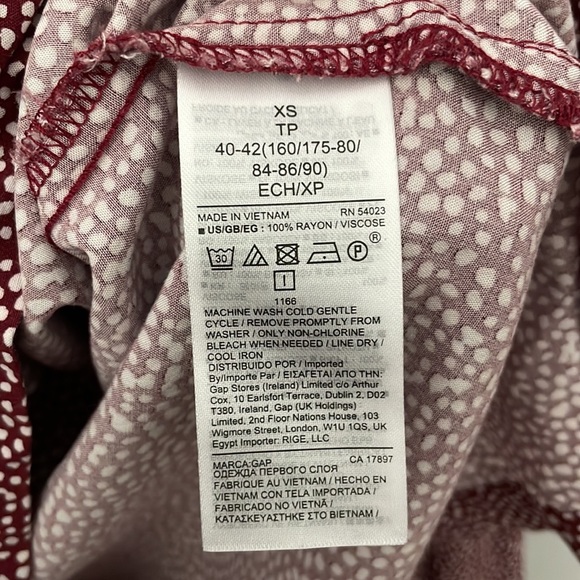 XS
TP
40-42(160/175-80/
84-86/90)
ECH/XP
MADE IN VIETNAM RN 54023
■ US/GB/EG : 100% RAYON / VISCOSE
30 P ®
I
1166
MACHINE WASH COLD GENTLE
CYCLE / REMOVE PROMPTLY FROM
WASHER / ONLY NON-CHLORINE
BLEACH WHEN NEEDED / LINE DRY /
COOL IRON
DISTRIBUIDO POR / Imported
By/Importe Par / ΕΙΣΑΓΕΤΑΙ ΑΠΟ ΤΗΝ:
Gap Stores (Ireland) Limited c/o Arthur
Cox, 10 Earlsfort Terrace, Dublin 2, D02
T380, Ireland, Gap (UK Holdings)
Limited, 2nd Floor Nations House, 103
Wigmore Street, London, W1U 1QS, UK
Egypt Importer: RIGE, LLC
MARCA:GAP CA 17897
ОДЕЖДА ПЕРВОГО СЛОЯ
FABRIQUE AU VIETNAM / HECHO EN
VIETNAM CON TELA IMPORTADA /
FABRICADO NO VIETNÃ /
ΚΑΤΑΣΚΕΥΑΣΤΗΚΕ ΣΤΟ ΒΙΕΤΝΑΜ /